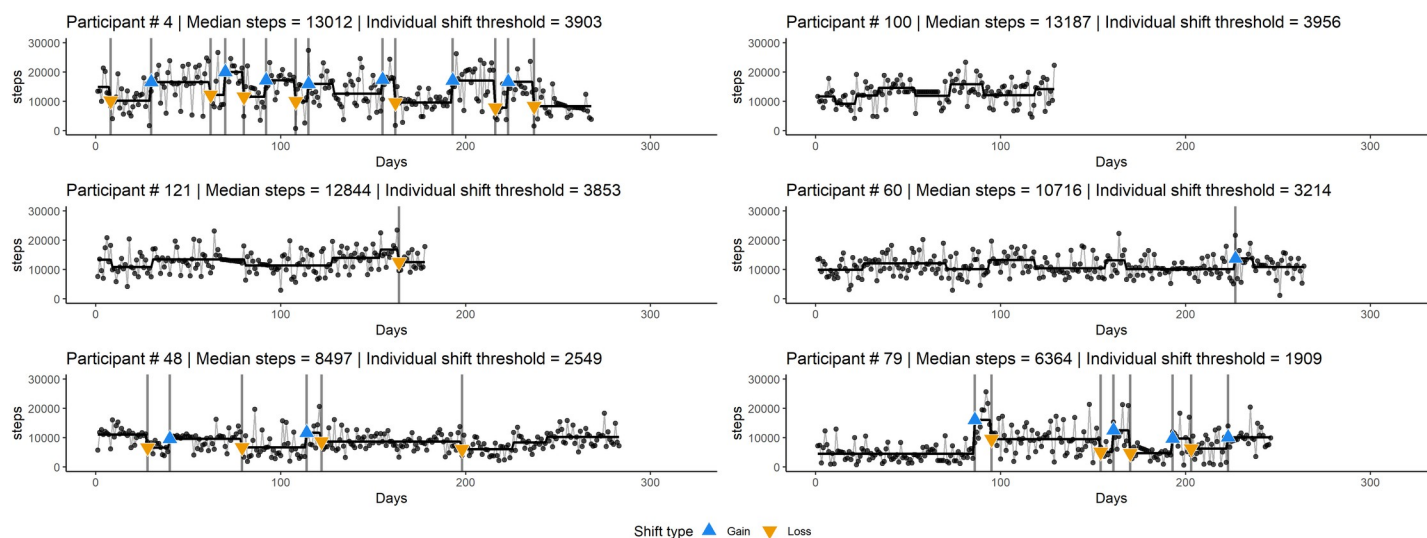 Participant # 4 | Median steps = 13012 | Individual shift threshold = 3903
30000
20000
10000
0
steps
0 100 200 300
Days
Participant # 100 | Median steps = 13187 | Individual shift threshold = 3956
30000
20000
10000
0
steps
0 100 200 300
Days
Participant # 121 | Median steps = 12844 | Individual shift threshold = 3853
30000
20000
10000
0
steps
0 100 200 300
Days
Participant # 60 | Median steps = 10716 | Individual shift threshold = 3214
30000
20000
10000
0
steps
0 100 200 300
Days
Participant # 48 | Median steps = 8497 | Individual shift threshold = 2549
30000
20000
10000
0
steps
0 100 200 300
Days
Participant # 79 | Median steps = 6364 | Individual shift threshold = 1909
30000
20000
10000
0
steps
0 100 200 300
Days
Shift type Gain Loss